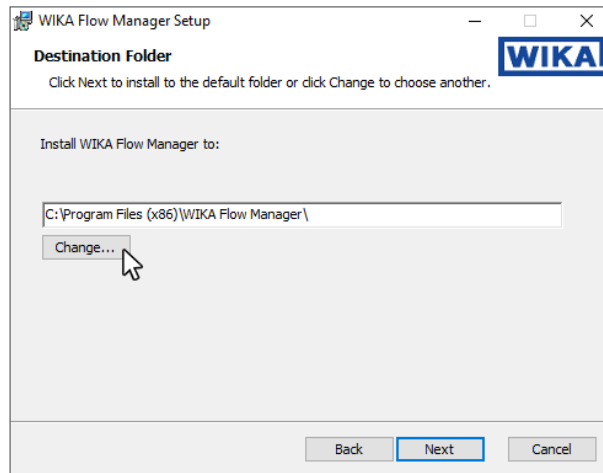 WIKA Flow Manager Setup
Destination Folder
WIKA
Click Next to install to the default folder or click Change to choose another.
Install WIKA Flow Manager to:
C:\Program Files (x86)\WIKA Flow Manager\
Change...
Back Next Cancel